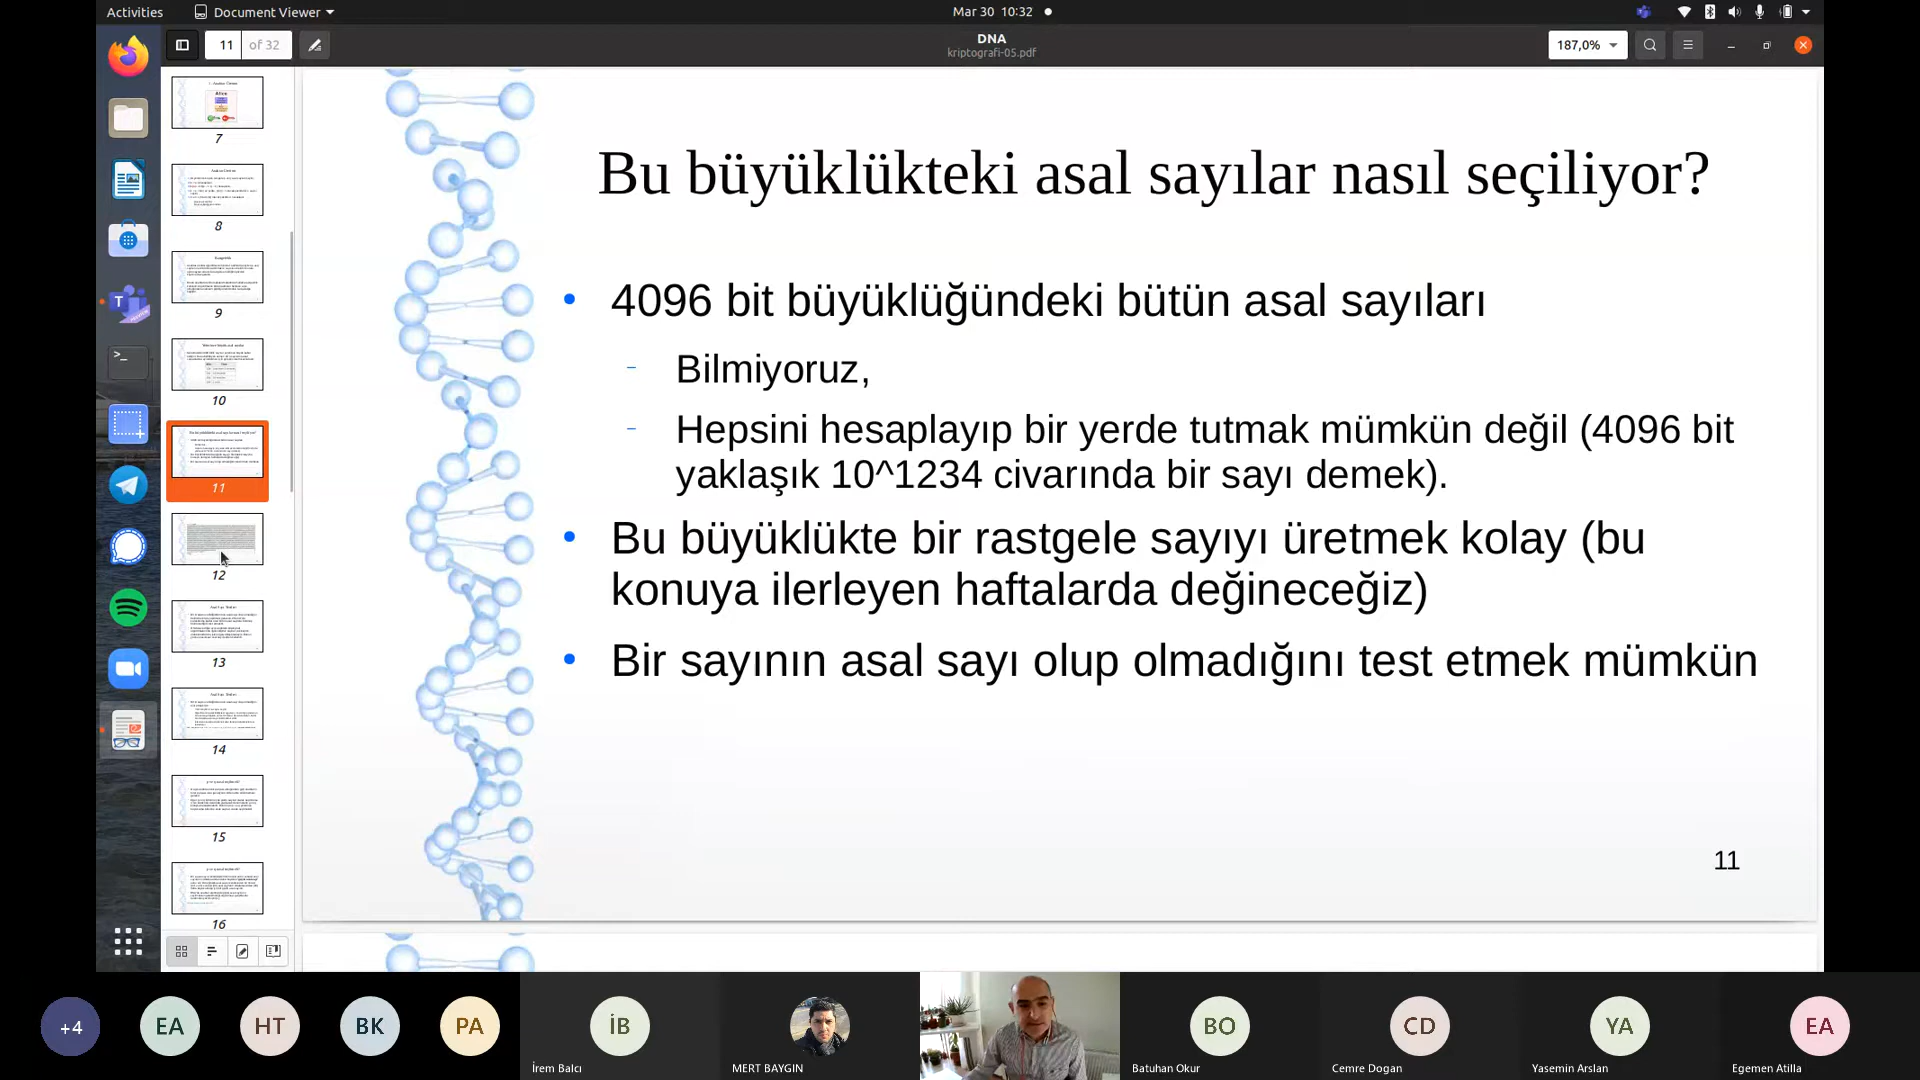 Activities
Document Viewer
Mar 30 10:32
11 of 32
DNA
kriptografi-05.pdf
187,0%
7
8
9
10
11
12
13
14
15
16
Bu büyüklükteki asal sayılar nasıl seçiliyor?
4096 bit büyüklüğündeki bütün asal sayıları
Bilmiyoruz,
Hepsini hesaplayıp bir yerde tutmak mümkün değil (4096 bit
yaklaşık 10^1234 civarında bir sayı demek).
Bu büyüklükte bir rastgele sayıyı üretmek kolay (bu
konuya ilerleyen haftalarda değineceğiz)
Bir sayının asal sayı olup olmadığını test etmek mümkün
11
+4
EA
HT
BK
PA
İB
İrem Balcı
MERT BAYGIN
BO
Batuhan Okur
CD
Cemre Dogan
YA
Yasemin Arslan
EA
Egemen Atilla